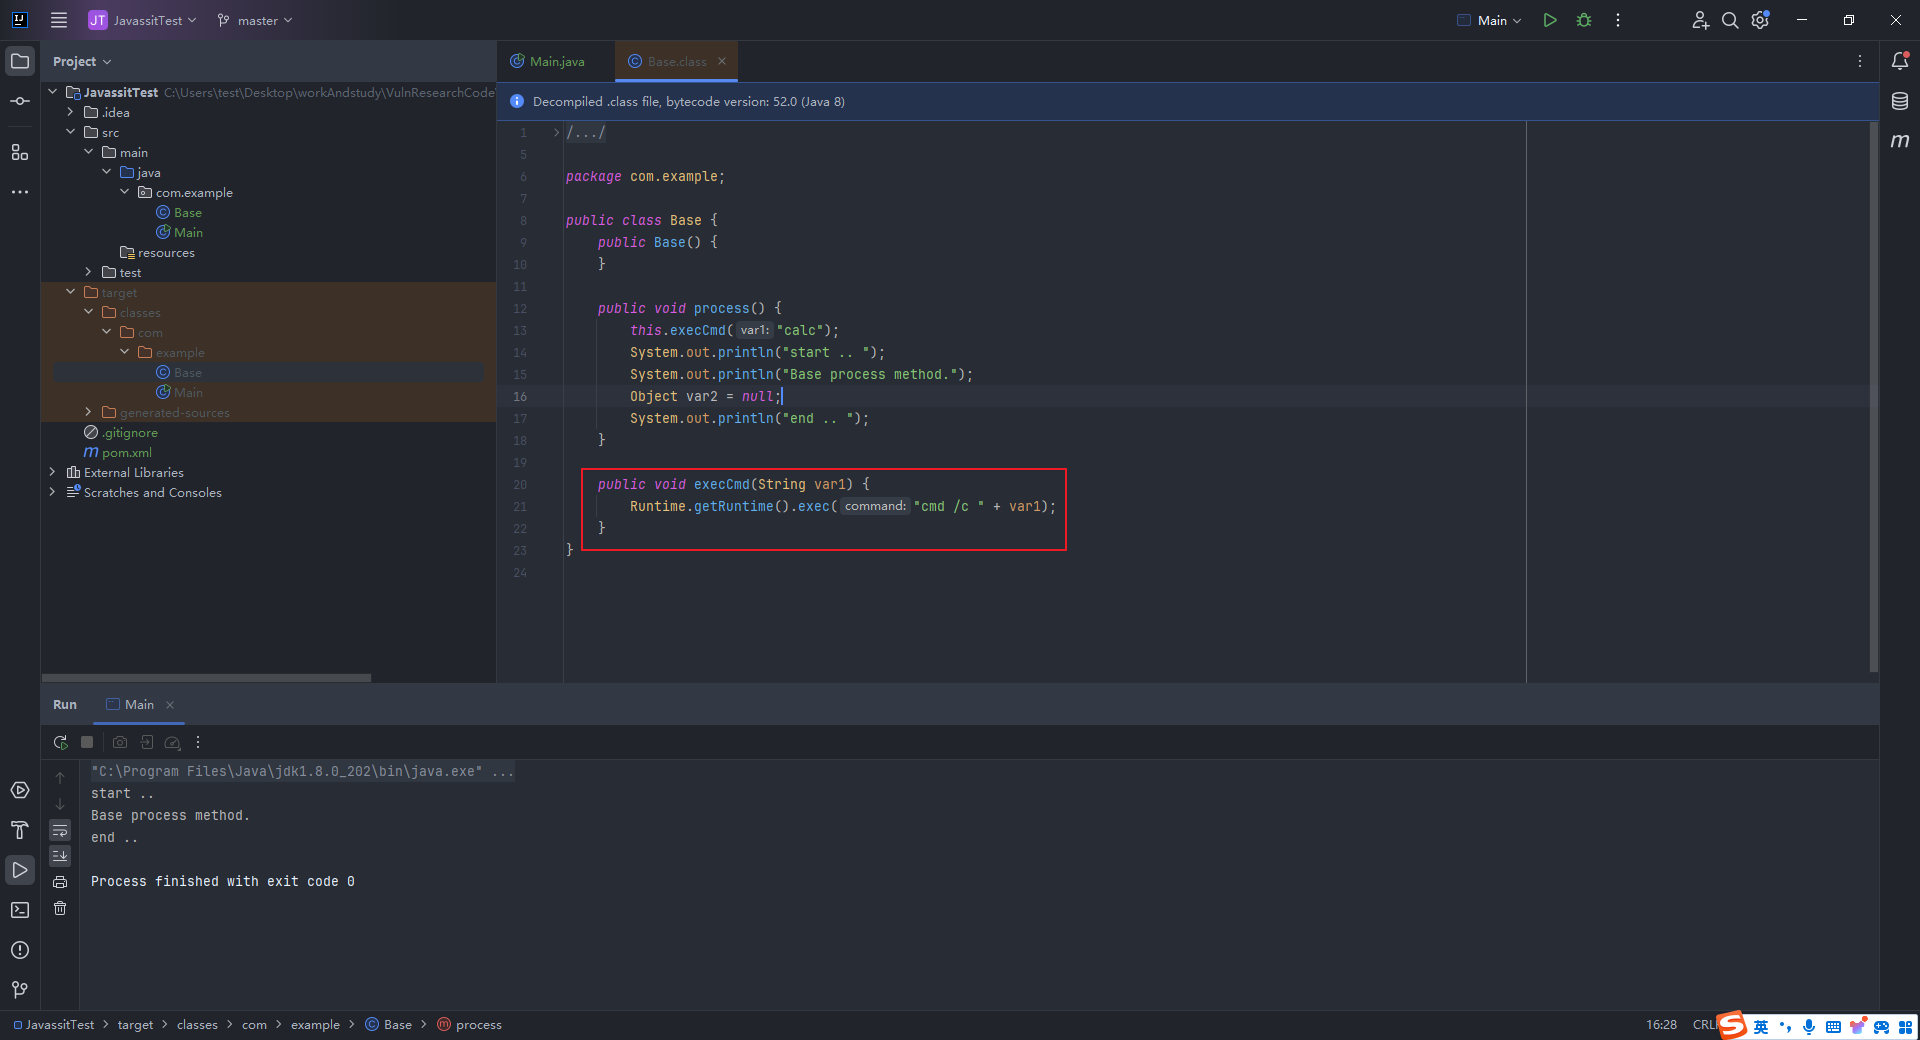 JT JavassitTest master Main
Project
Main.java Base.class
JavassitTest C:\Users\test\Desktop\workAndstudy\VulnResearchCode
.idea
src
main
java
com.example
Base
Main
resources
test
target
classes
com
example
Base
Main
generated-sources
.gitignore
pom.xml
External Libraries
Scratches and Consoles
Decompiled .class file, bytecode version: 52.0 (Java 8)
1 /.../
5
6 package com.example;
7
8 public class Base {
9 public Base() {
10 }
11
12 public void process() {
13 this.execCmd( var1: "calc");
14 System.out.println("start .. ");
15 System.out.println("Base process method.");
16 Object var2 = null;
17 System.out.println("end .. ");
18 }
19
20 public void execCmd(String var1) {
21 Runtime.getRuntime().exec( command: "cmd /c " + var1);
22 }
23 }
24
Run Main
"C:\Program Files\Java\jdk1.8.0_202\bin\java.exe" ...
start ..
Base process method.
end ..
Process finished with exit code 0
JavassitTest target classes com example Base process
16:28 CRL
英